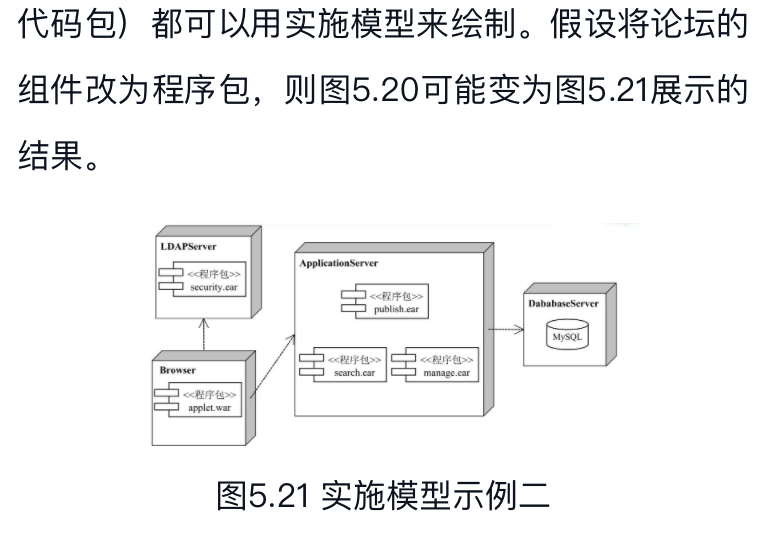 代码包）都可以用实施模型来绘制。假设将论坛的
组件改为程序包，则图5.20可能变为图5.21展示的
结果。
LDAPServer
<<程序包>>
security.ear
ApplicationServer
<<程序包>>
publish.ear
<<程序包>>
search.ear
<<程序包>>
manage.ear
DababaseServer
MySQL
Browser
<<程序包>>
applet.war
图5.21 实施模型示例二